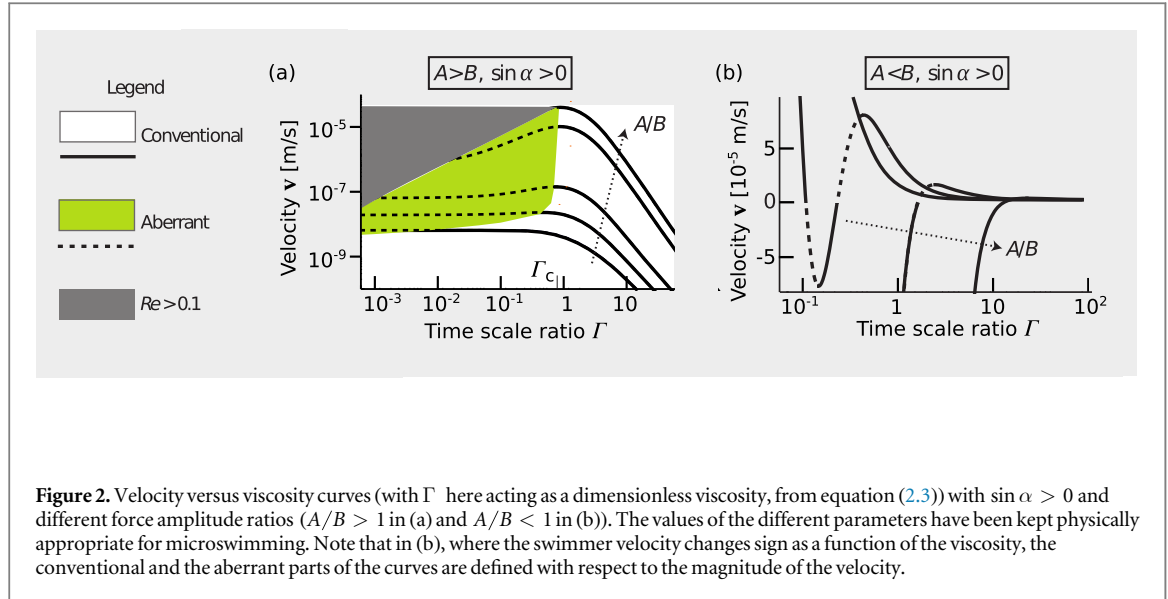 Legend
Conventional
Aberrant
Re>0.1
(a)
A>B, sin α >0
Velocity v [m/s]
10⁻⁵
10⁻⁷
10⁻⁹
A/B
Γc
10⁻³ 10⁻² 10⁻¹ 1 10
Time scale ratio Γ
(b)
A<B, sin α >0
Velocity v [10⁻⁵ m/s]
5
0
-5
A/B
10⁻¹ 1 10 10²
Time scale ratio Γ
Figure 2. Velocity versus viscosity curves (with Γ here acting as a dimensionless viscosity, from equation (2.3)) with sin α > 0 and
different force amplitude ratios (A/B > 1 in (a) and A/B < 1 in (b)). The values of the different parameters have been kept physically
appropriate for microswimming. Note that in (b), where the swimmer velocity changes sign as a function of the viscosity, the
conventional and the aberrant parts of the curves are defined with respect to the magnitude of the velocity.